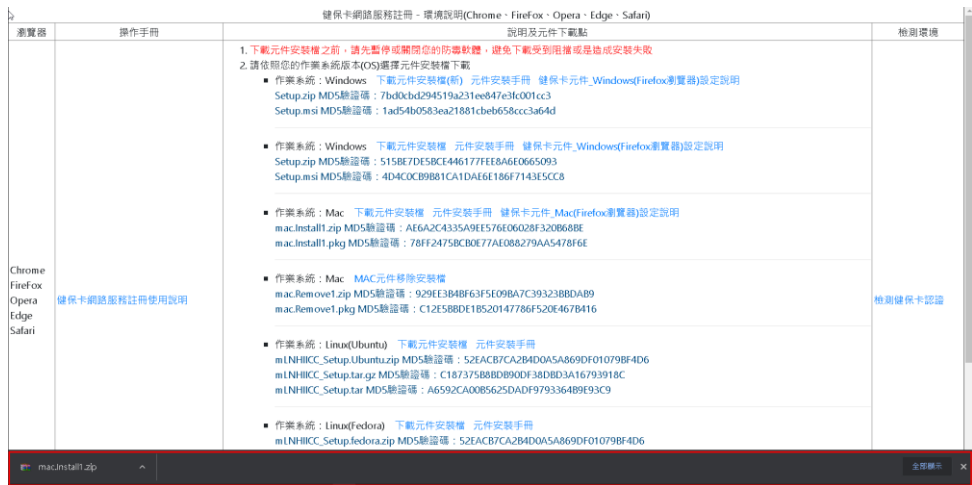 健保卡網路服務註冊 - 環境說明(Chrome、FireFox、Opera、Edge、Safari)
瀏覽器 操作手冊 說明及元件下載點 檢測環境
1. 下載元件安裝檔之前，請先暫停或關閉您的防毒軟體，避免下載受到阻擋或是造成安裝失敗
2. 請依照您的作業系統版本(OS)選擇元件安裝檔下載
■ 作業系統：Windows 下載元件安裝檔(新) 元件安裝手冊 健保卡元件_Windows(Firefox瀏覽器)設定說明
Setup.zip MD5驗證碼：7bd0cbd294519a231ee847e3fc001cc3
Setup.msi MD5驗證碼：1ad54b0583ea21881cbeb658ccc3a64d
■ 作業系統：Windows 下載元件安裝檔 元件安裝手冊 健保卡元件_Windows(Firefox瀏覽器)設定說明
Setup.zip MD5驗證碼：515BE7DE5BCE446177FEE8A6E0665093
Setup.msi MD5驗證碼：4D4C0CB9B81CA1DAE6E186F7143E5CC8
■ 作業系統：Mac 下載元件安裝檔 元件安裝手冊 健保卡元件_Mac(Firefox瀏覽器)設定說明
mac.Install1.zip MD5驗證碼：AE6A2C4335A9EE576E06028F320B68BE
mac.Install1.pkg MD5驗證碼：78FF2475BCB0E77AE088279AA5478F6E
■ 作業系統：Mac MAC元件移除安裝檔
mac.Remove1.zip MD5驗證碼：929EE3B4BF63F5E09BA7C39323BBDAB9
mac.Remove1.pkg MD5驗證碼：C12E5BBDE1B520147786F520E467B416
Chrome
FireFox
Opera
Edge
Safari
健保卡網路服務註冊使用說明
檢測健保卡認證
■ 作業系統：Linux(Ubuntu) 下載元件安裝檔 元件安裝手冊
mLNHIICC_Setup.Ubuntu.zip MD5驗證碼：52EACB7CA2B4D0A5A869DF01079BF4D6
mLNHIICC_Setup.tar.gz MD5驗證碼：C187375B8BDB90DF38DBD3A16793918C
mLNHIICC_Setup.tar MD5驗證碼：A6592CA00B5625DADF9793364B9E93C9
■ 作業系統：Linux(Fedora) 下載元件安裝檔 元件安裝手冊
mLNHIICC_Setup.fedora.zip MD5驗證碼：52EACB7CA2B4D0A5A869DF01079BF4D6
mac.Install1.zip
全部顯示